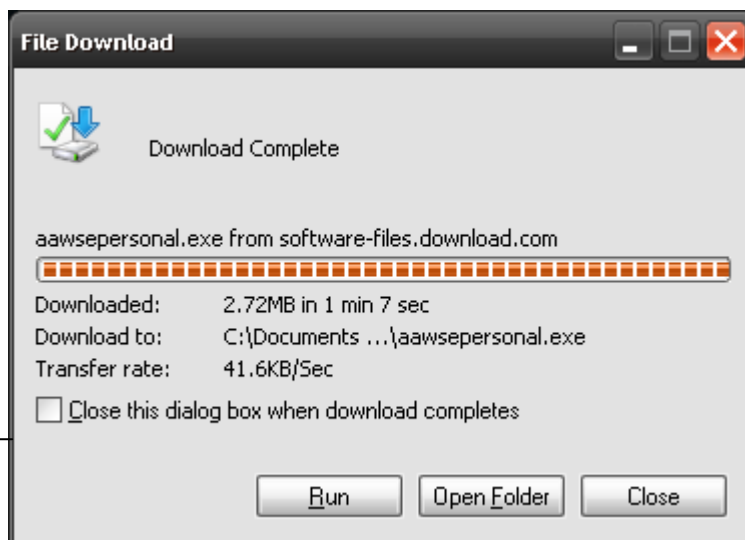 File Download
Download Complete
aawsepersonal.exe from software-files.download.com
Downloaded: 2.72MB in 1 min 7 sec
Download to: C:\Documents ...\aawsepersonal.exe
Transfer rate: 41.6KB/Sec
Close this dialog box when download completes
Run Open Folder Close